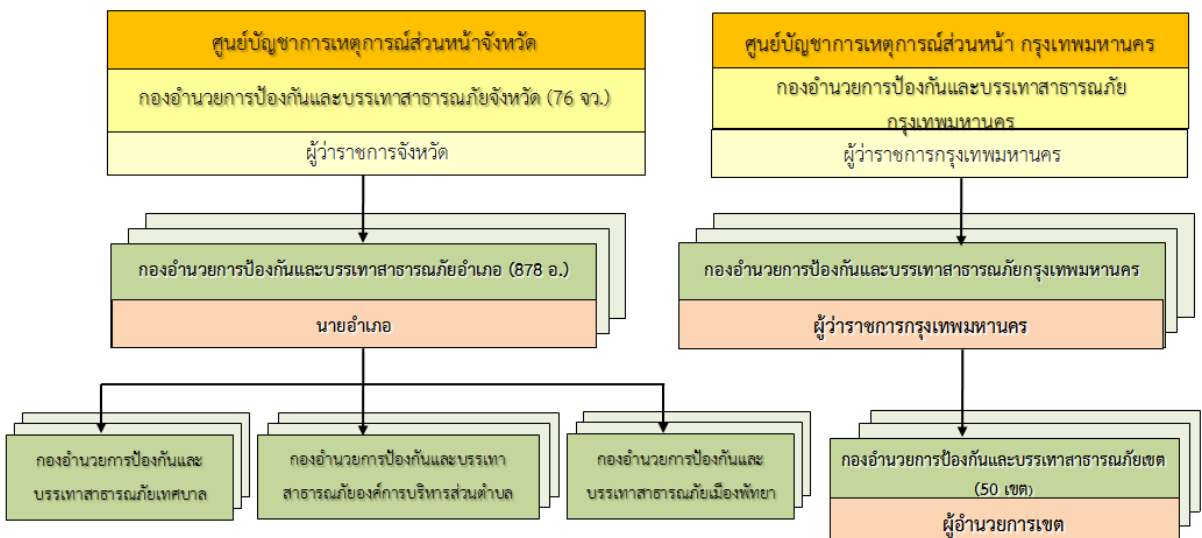 ศูนย์บัญชาการเหตุการณ์ส่วนหน้าจังหวัด
กองอำนวยการป้องกันและบรรเทาสาธารณภัยจังหวัด (76 จว.)
ผู้ว่าราชการจังหวัด
กองอำนวยการป้องกันและบรรเทาสาธารณภัยอำเภอ (878 อ.)
นายอำเภอ
กองอำนวยการป้องกันและ
บรรเทาสาธารณภัยเทศบาล
กองอำนวยการป้องกันและบรรเทา
สาธารณภัยองค์การบริหารส่วนตำบล
กองอำนวยการป้องกันและ
บรรเทาสาธารณภัยเมืองพัทยา
ศูนย์บัญชาการเหตุการณ์ส่วนหน้า กรุงเทพมหานคร
กองอำนวยการป้องกันและบรรเทาสาธารณภัย
กรุงเทพมหานคร
ผู้ว่าราชการกรุงเทพมหานคร
กองอำนวยการป้องกันและบรรเทาสาธารณภัยกรุงเทพมหานคร
ผู้ว่าราชการกรุงเทพมหานคร
กองอำนวยการป้องกันและบรรเทาสาธารณภัยเขต
(50 เขต)
ผู้อำนวยการเขต